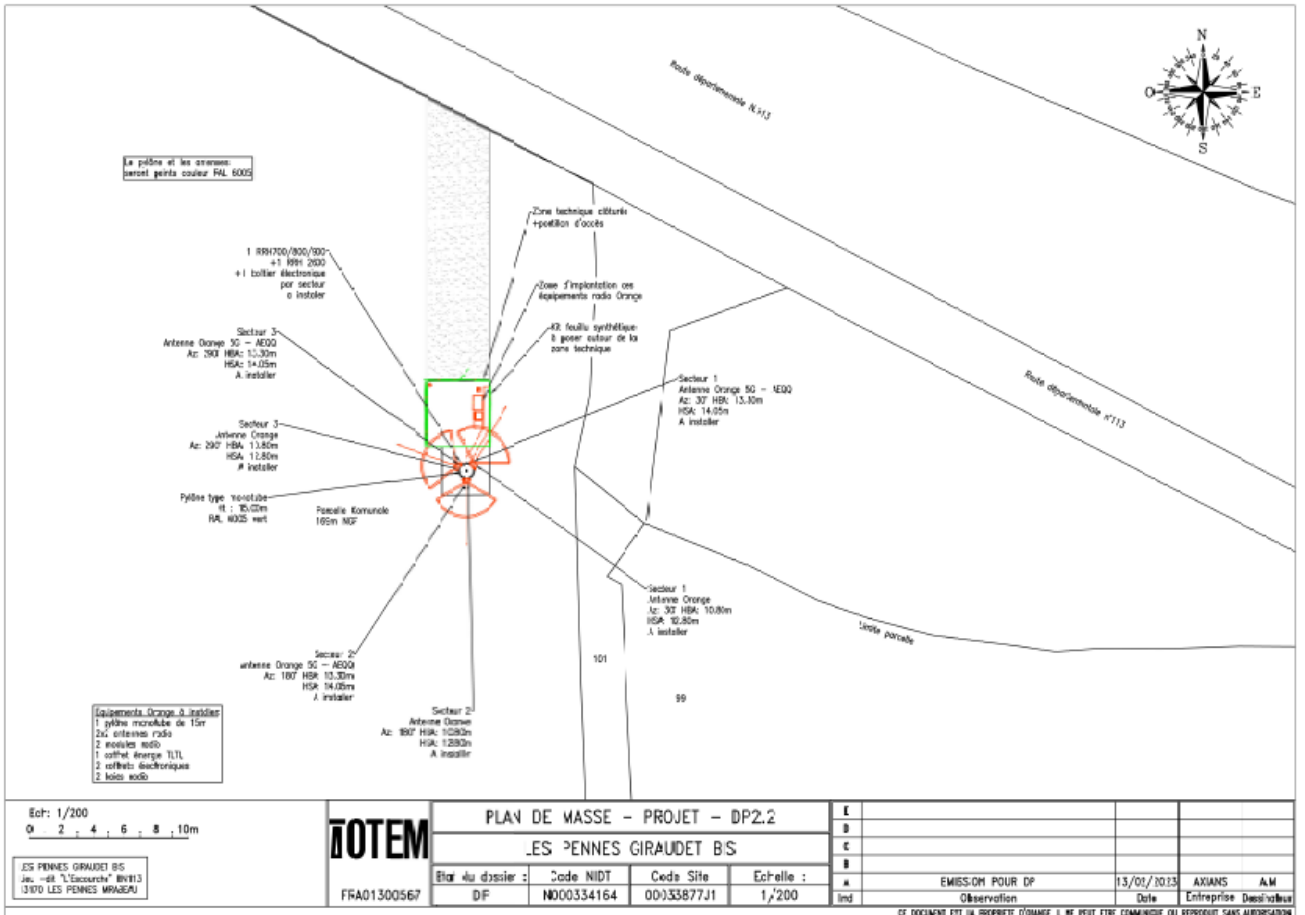 Route départementale N.113
N
O
E
S
Le pylône et les antennes
seront peints couleur RAL 6005
Zone technique clôturée
+portillon d'accès
1 RRH700/800/900
+1 RRH 2600
+1 boîtier électronique
par secteur
a installer
Zone d'implantation des
équipements radio Orange
Kit feuillu synthétique
à poser autour de la
zone technique
Secteur 3
Antenne Orange 5G - AEQQ
Az: 290° HBA: 13.30m
HSA: 14.05m
A installer
Secteur 1
Antenne Orange 5G - AEQQ
Az: 30° HBA: 13.30m
HSA: 14.05m
A installer
Route départementale n°113
Secteur 3
Antenne Orange
Az: 290° HBA:
HSA: 12.80m
A installer
Pylône type monotube
Ht : 15.00m
RAL 6005 vert
Parcelle
169m NGF
Secteur 1
Antenne Orange
Az: 30° HBA: 10.80m
HSA: 12.80m
A installer
Limite parcelle
Secteur 2
Antenne Orange 5G - AEQQ
Az: 180° HBA: 13.30m
HSA: 14.05m
A installer
101
99
Secteur 2
Antenne Orange
Az: 180° HBA: 10.80m
HSA: 12.80m
A installer
Equipements Orange à installer
1 pylône monotube de 15m
antennes radio
2 modules radio
1 coffret énergie
2 coffrets électroniques
2 baies radio
Ech: 1/200
0 2 4 6 8 10m
LES PENNES GIRAUDET BIS
"L'Escourche" RN113
13170 LES PENNES MIRABEAU
TOTEM
FRA01300567
PLAN DE MASSE - PROJET - DP2.2
LES PENNES GIRAUDET BIS
Etat du dossier : Code NIDT Code Site Echelle :
DP N000334164 00033877J1 1/200
E
D
C
B
A EMISSION POUR DP 13/02/2023 AXIANS A.M
Ind Observation Date Entreprise Dessinateur
CE DOCUMENT EST LA PROPRIETE D'ORANGE IL NE PEUT ETRE COMMUNIQUE OU REPRODUIT SANS AUTORISATION